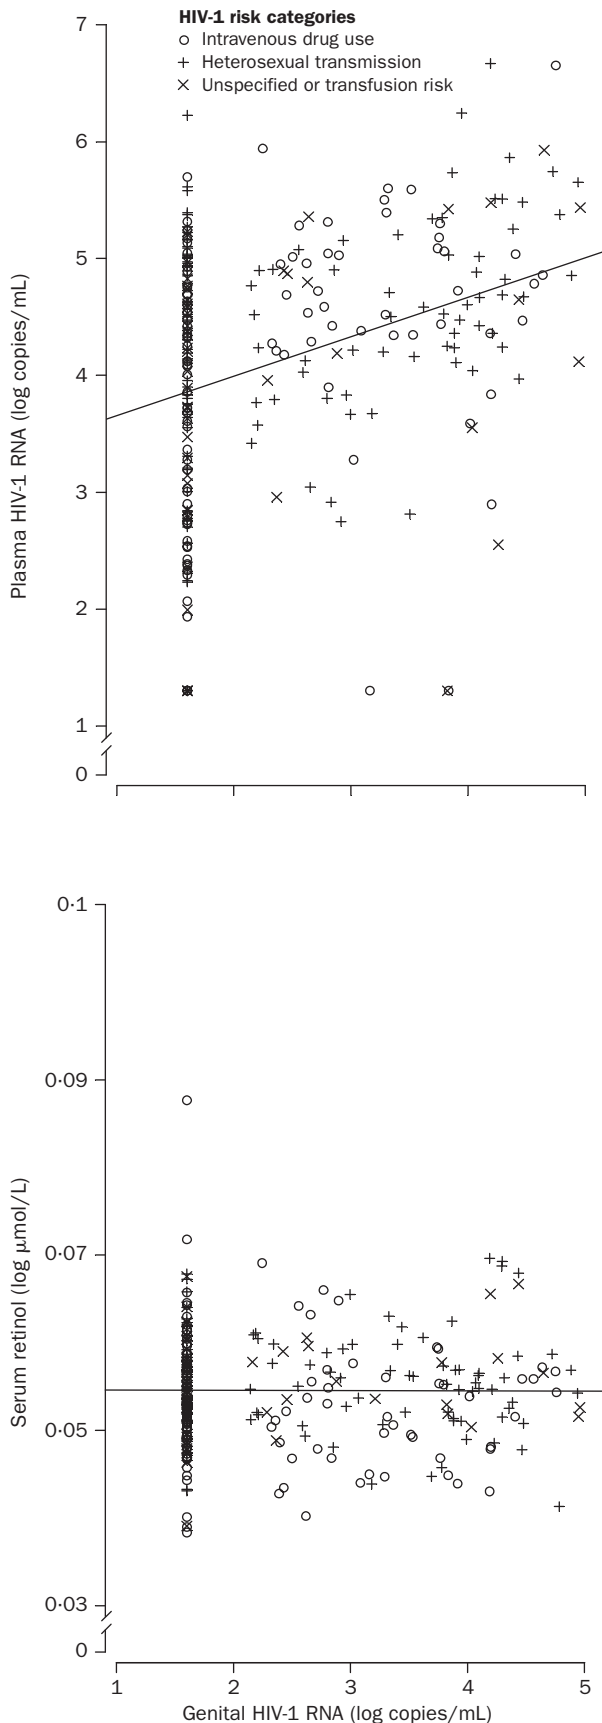 HIV-1 risk categories
Intravenous drug use
Heterosexual transmission
Unspecified or transfusion risk
7
6
5
4
3
2
1
0
Plasma HIV-1 RNA (log copies/mL)
0·1
0·09
0·07
0·05
0·03
0
Serum retinol (log μmol/L)
1 2 3 4 5
Genital HIV-1 RNA (log copies/mL)